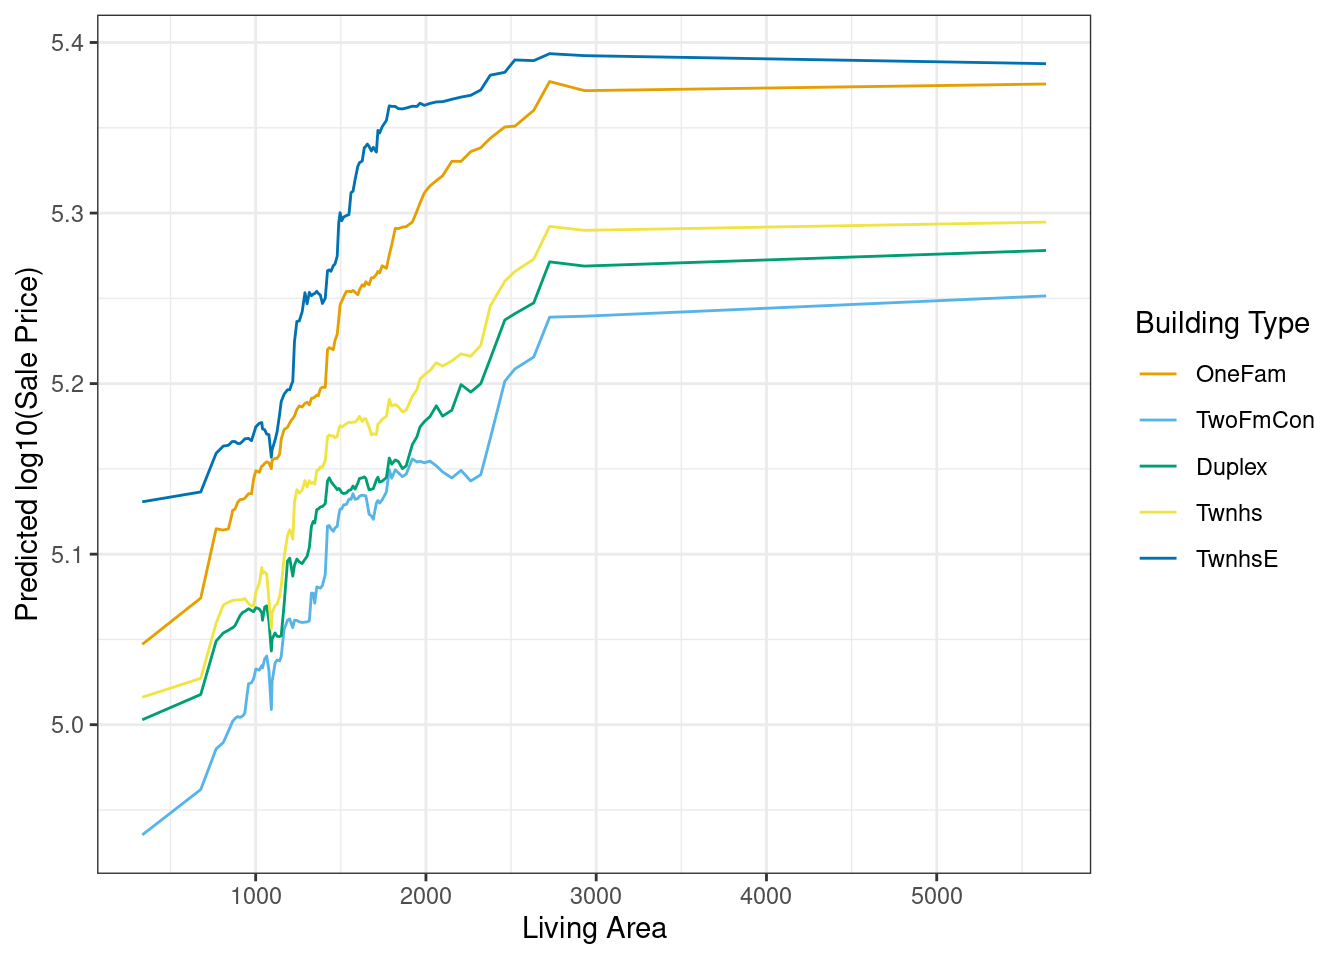 5.4
5.3
5.2
5.1
5.0
Predicted log10(Sale Price)
1000 2000 3000 4000 5000
Living Area
Building Type
OneFam
TwoFmCon
Duplex
Twnhs
TwnhsE